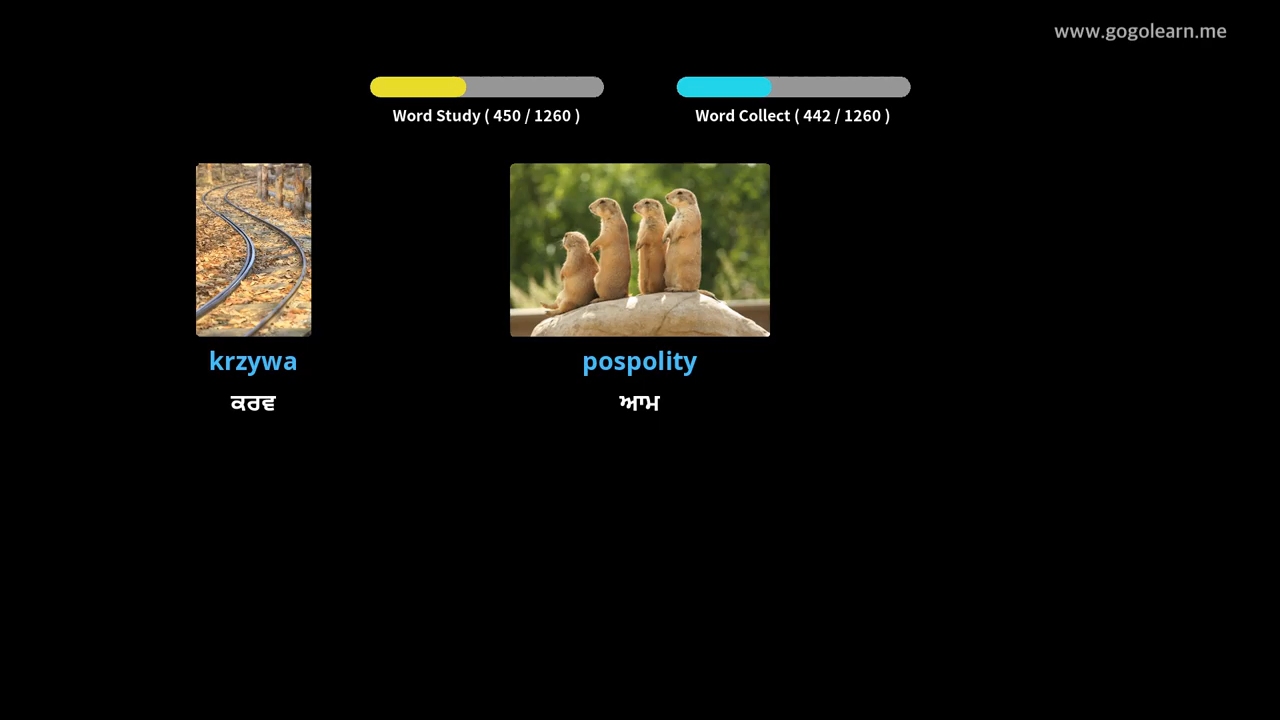 www.gogolearn.me
Word Study ( 450 / 1260 )
Word Collect ( 442 / 1260 )
krzywa
pospolity
ਕਰਵ
ਆਮ